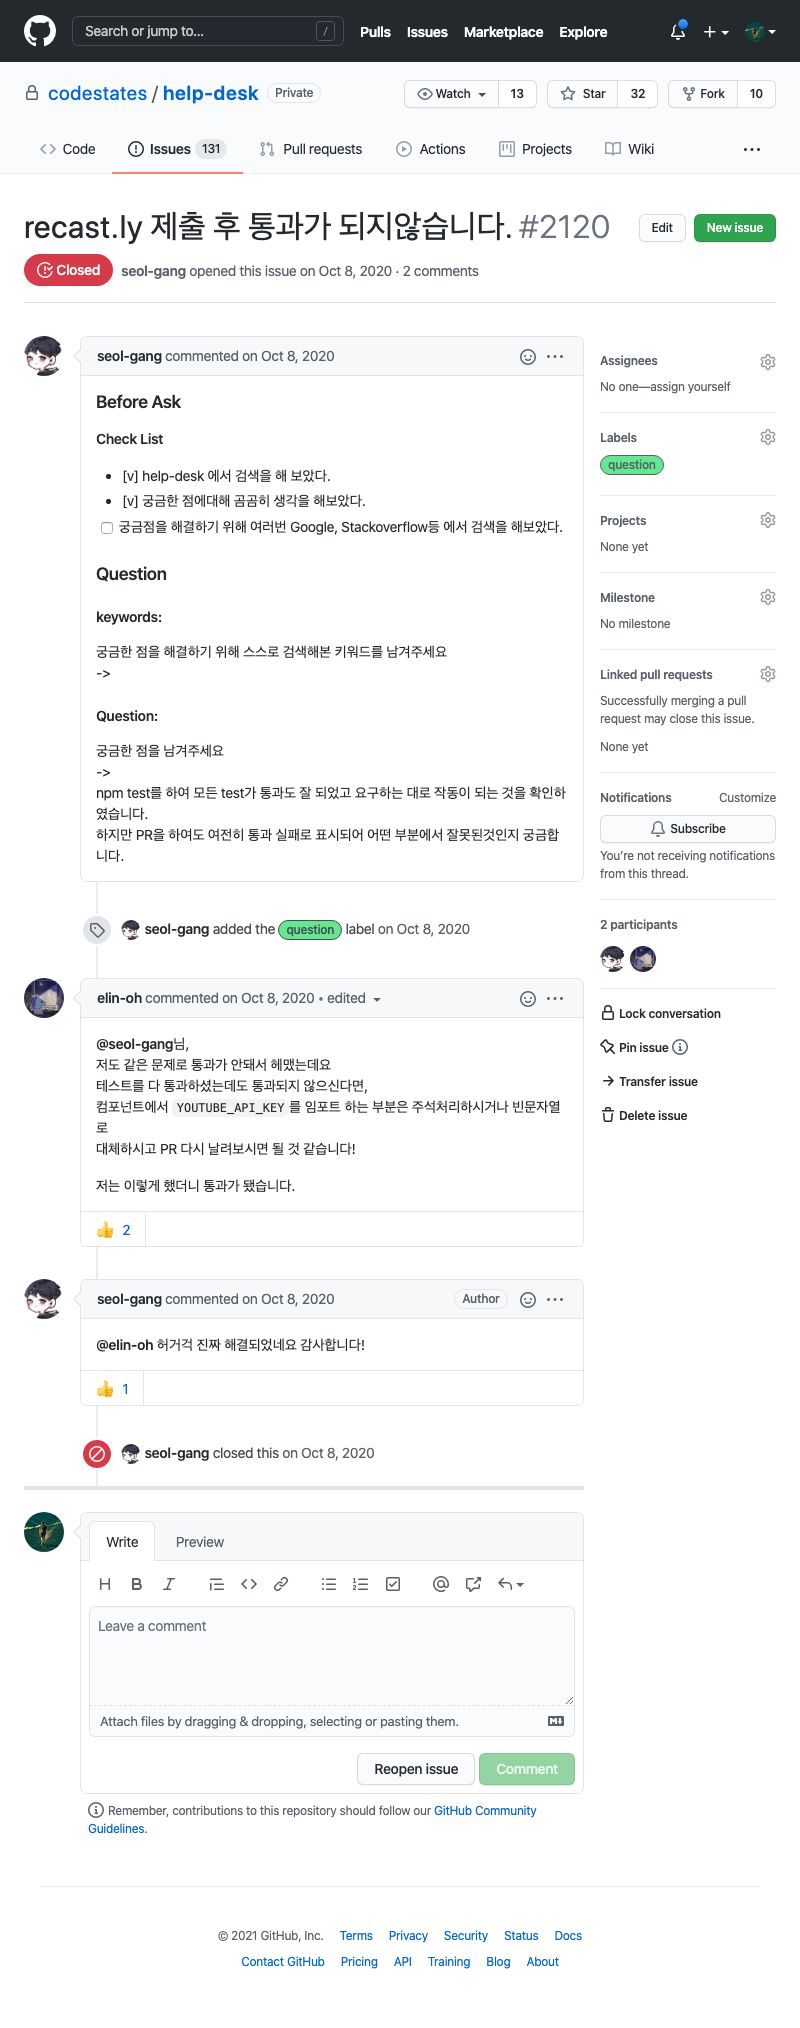 Search or jump to... /
Pulls Issues Marketplace Explore
codestates / help-desk Private
Watch 13 Star 32 Fork 10
Code Issues 131 Pull requests Actions Projects Wiki
recast.ly 제출 후 통과가 되지않습니다. #2120
Edit New issue
Closed seol-gang opened this issue on Oct 8, 2020 · 2 comments
seol-gang commented on Oct 8, 2020
Before Ask
Check List
[v] help-desk 에서 검색을 해 보았다.
[v] 궁금한 점에대해 곰곰히 생각을 해보았다.
궁금점을 해결하기 위해 여러번 Google, Stackoverflow등 에서 검색을 해보았다.
Question
keywords:
궁금한 점을 해결하기 위해 스스로 검색해본 키워드를 남겨주세요
->
Question:
궁금한 점을 남겨주세요
->
npm test를 하여 모든 test가 통과도 잘 되었고 요구하는 대로 작동이 되는 것을 확인하
였습니다.
하지만 PR을 하여도 여전히 통과 실패로 표시되어 어떤 부분에서 잘못된것인지 궁금합
니다.
seol-gang added the question label on Oct 8, 2020
elin-oh commented on Oct 8, 2020 • edited
@seol-gang님,
저도 같은 문제로 통과가 안돼서 헤맸는데요
테스트를 다 통과하셨는데도 통과되지 않으신다면,
컴포넌트에서 YOUTUBE_API_KEY 를 임포트 하는 부분은 주석처리하시거나 빈문자열
로
대체하시고 PR 다시 날려보시면 될 것 같습니다!
저는 이렇게 했더니 통과가 됐습니다.
👍 2
seol-gang commented on Oct 8, 2020 Author
@elin-oh 허거걱 진짜 해결되었네요 감사합니다!
👍 1
seol-gang closed this on Oct 8, 2020
Write Preview
Leave a comment
Attach files by dragging & dropping, selecting or pasting them.
Reopen issue Comment
Remember, contributions to this repository should follow our GitHub Community
Guidelines.
Assignees
No one—assign yourself
Labels
question
Projects
None yet
Milestone
No milestone
Linked pull requests
Successfully merging a pull
request may close this issue.
None yet
Notifications Customize
Subscribe
You're not receiving notifications
from this thread.
2 participants
Lock conversation
Pin issue
Transfer issue
Delete issue
© 2021 GitHub, Inc. Terms Privacy Security Status Docs
Contact GitHub Pricing API Training Blog About